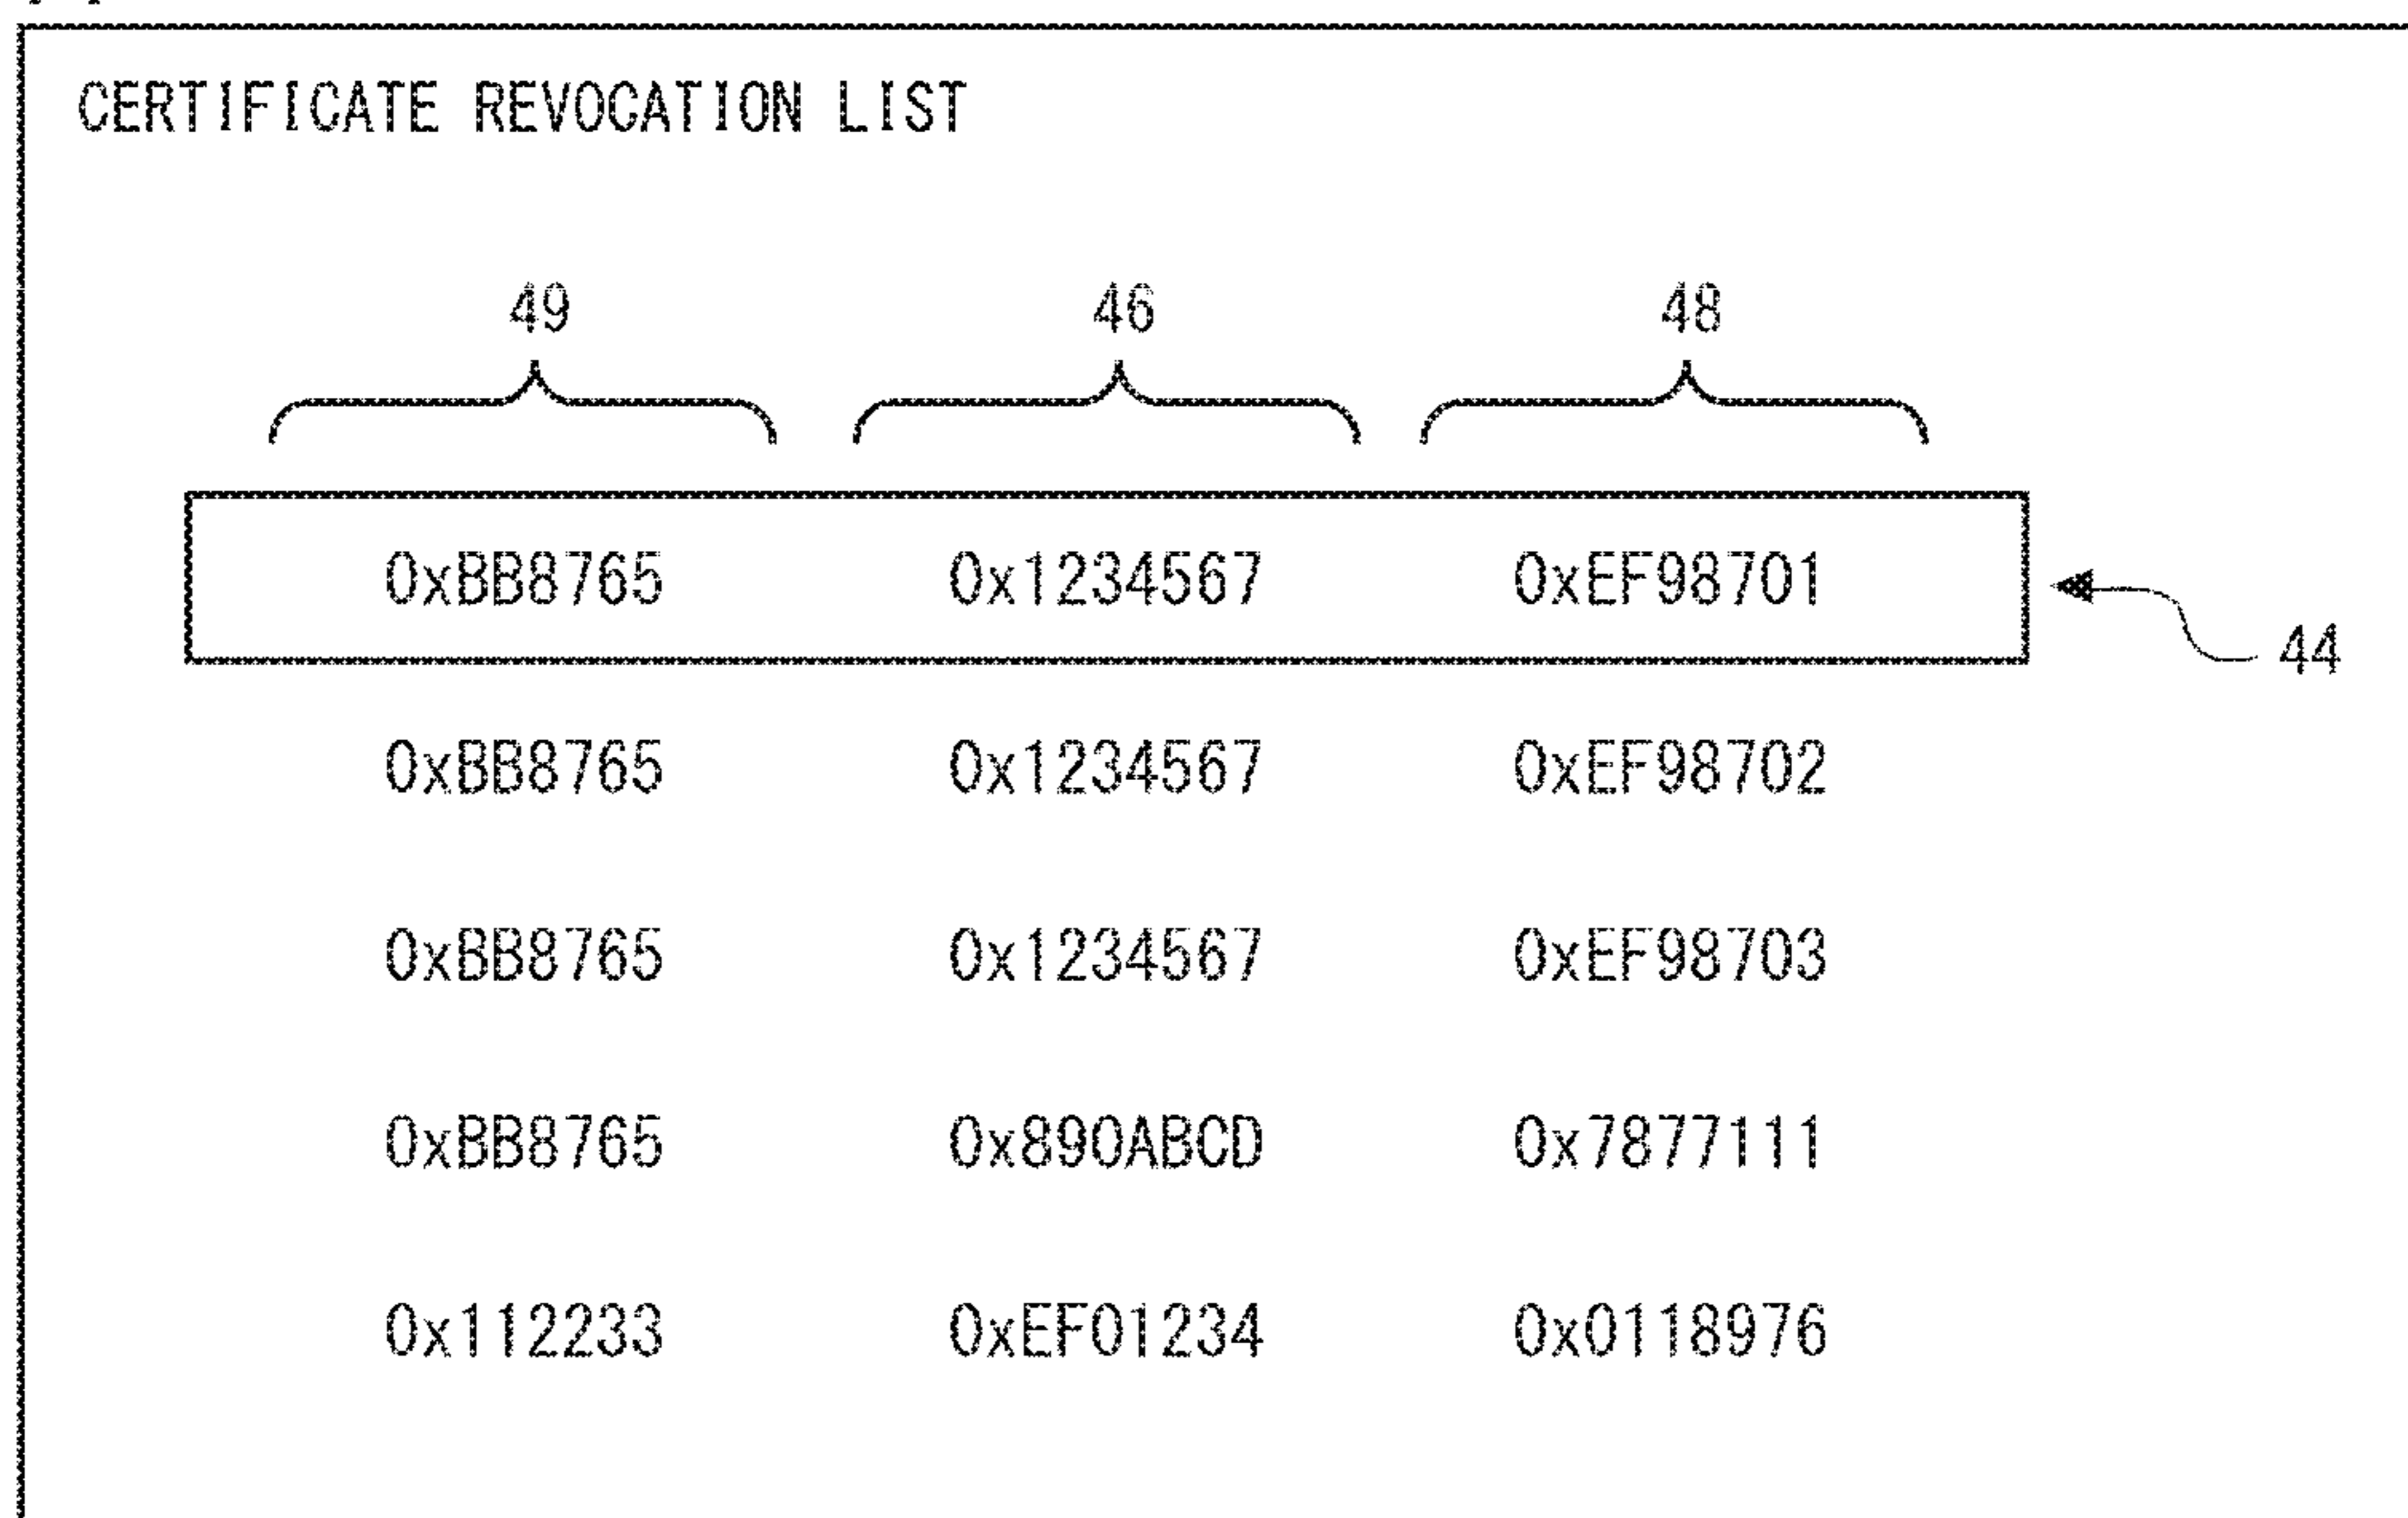 CERTIFICATE REVOCATION LIST
49 46 48
0xBB8765 0x1234567 0xEF98701
44
0xBB8765 0x1234567 0xEF98702
0xBB8765 0x1234567 0xEF98703
0xBB8765 0x890ABCD 0x7877111
0x112233 0xEF01234 0x0118976